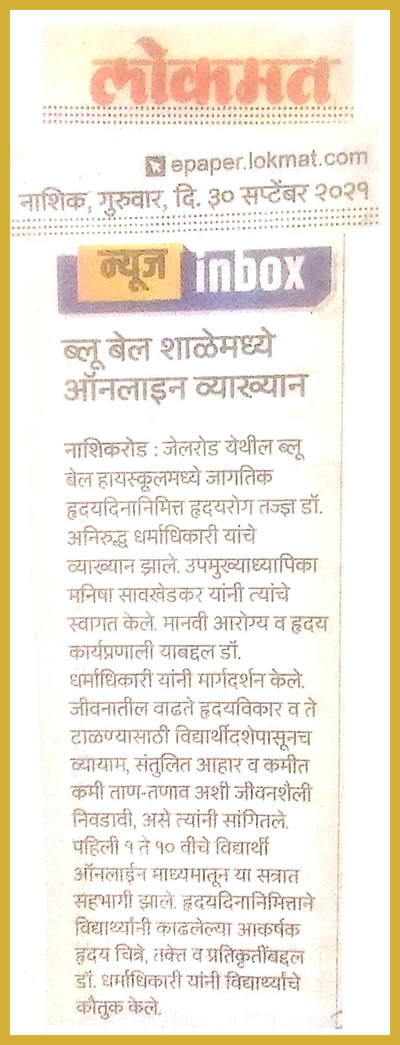 लोकमत
epaper.lokmat.com
नाशिक, गुरुवार, दि. ३० सप्टेंबर २०२१
न्यूज inbox
ब्लू बेल शाळेमध्ये
ऑनलाइन व्याख्यान
नाशिकरोड : जेलरोड येथील ब्लू
बेल हायस्कूलमध्ये जागतिक
हृदयदिनानिमित्त हृदयरोग तज्ज्ञ डॉ.
अनिरुद्ध धर्माधिकारी यांचे
व्याख्यान झाले. उपमुख्याध्यापिका
मनिषा सावखेडकर यांनी त्यांचे
स्वागत केले. मानवी आरोग्य व हृदय
कार्यप्रणाली याबद्दल डॉ.
धर्माधिकारी यांनी मार्गदर्शन केले.
जीवनातील वाढते हृदयविकार व ते
टाळण्यासाठी विद्यार्थीदशेपासूनच
व्यायाम, संतुलित आहार व कमीत
कमी ताण-तणाव अशी जीवनशैली
निवडावी, असे त्यांनी सांगितले.
पहिली १ ते १० वीचे विद्यार्थी
ऑनलाईन माध्यमातून या सत्रात
सहभागी झाले. हृदयदिनानिमित्ताने
विद्यार्थ्यांनी काढलेल्या आकर्षक
हृदय चित्रे, तक्ते व प्रतिकृतींबद्दल
डॉ. धर्माधिकारी यांनी विद्यार्थ्यांचे
कौतुक केले.